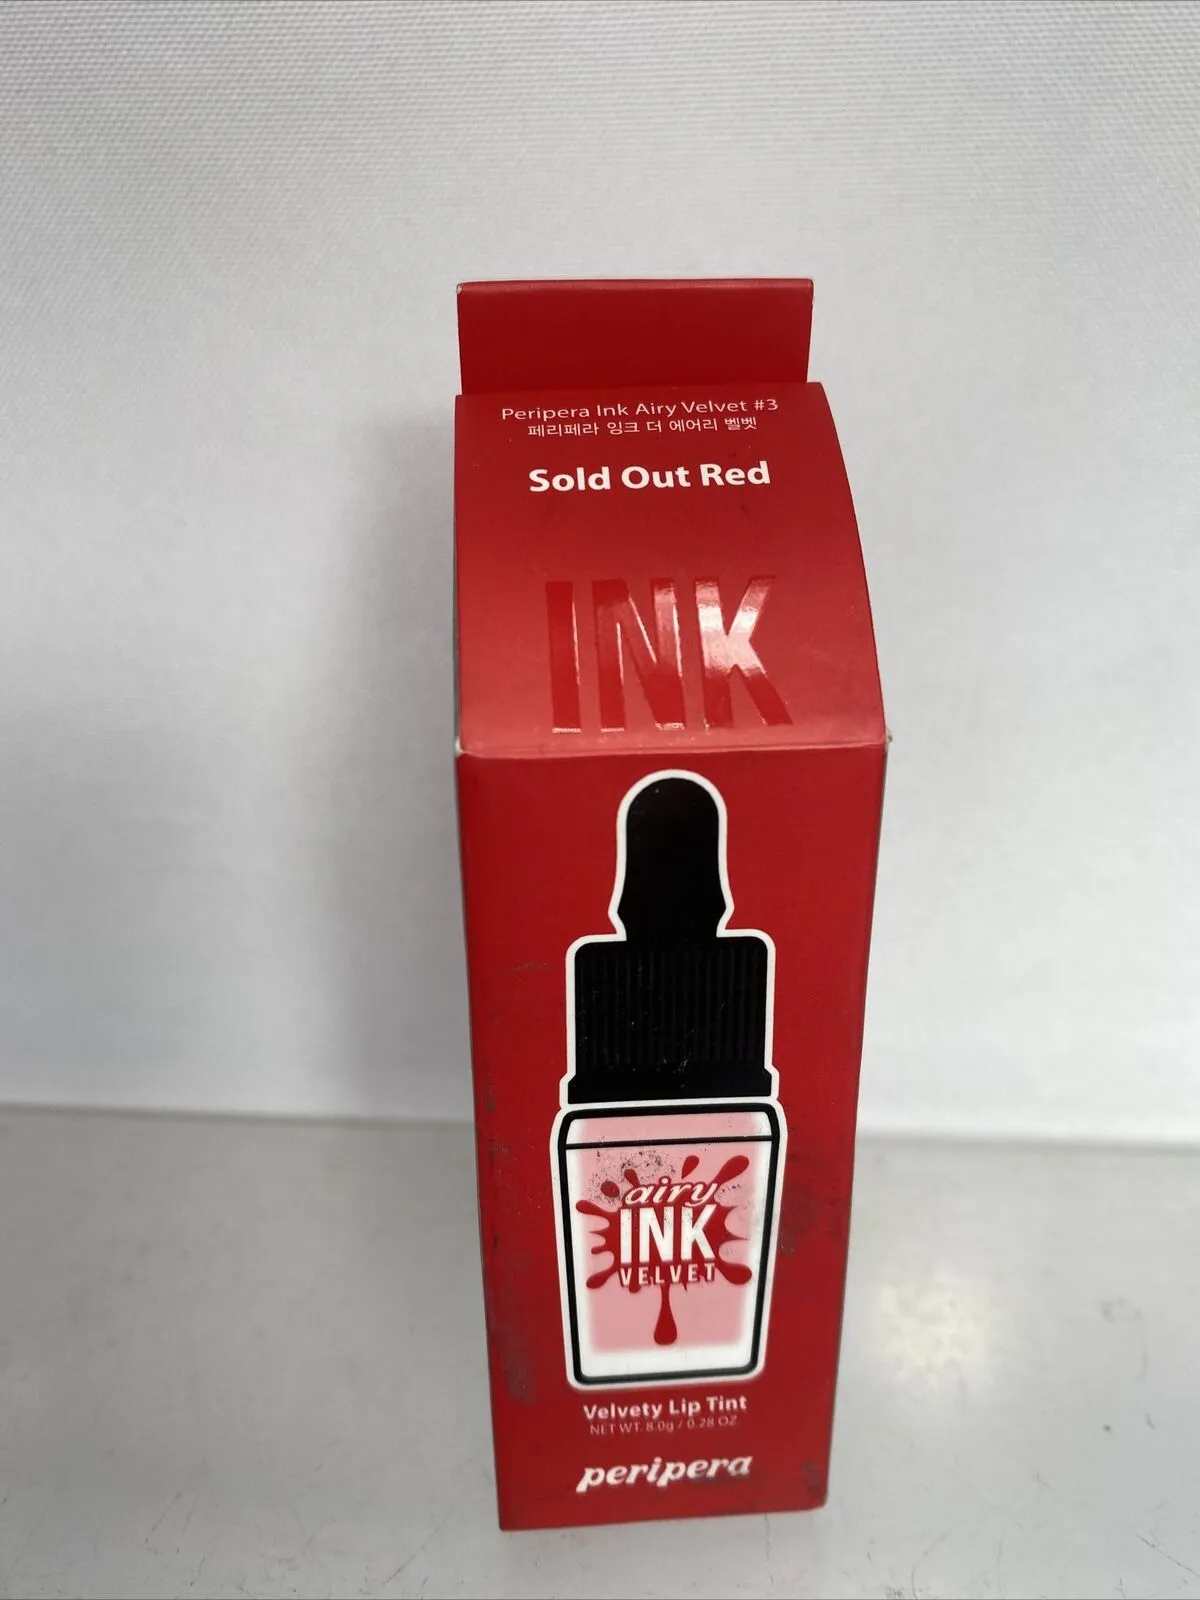 Peripera Ink Airy Velvet #3
페리페라 잉크 더 에어리 벨벳
Sold Out Red
INK
airy
INK
VELVET
Velvety Lip Tint
NET WT. 8.0g / 0.28 OZ.
peripera